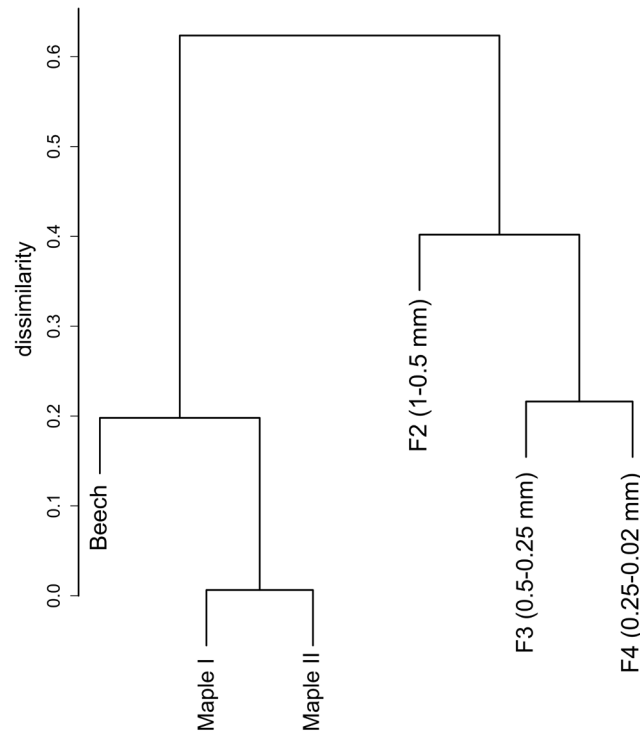 dissimilarity
0.6
0.5
0.4
0.3
0.2
0.1
0.0
Beech
Maple I
Maple II
F2 (1-0.5 mm)
F3 (0.5-0.25 mm)
F4 (0.25-0.02 mm)